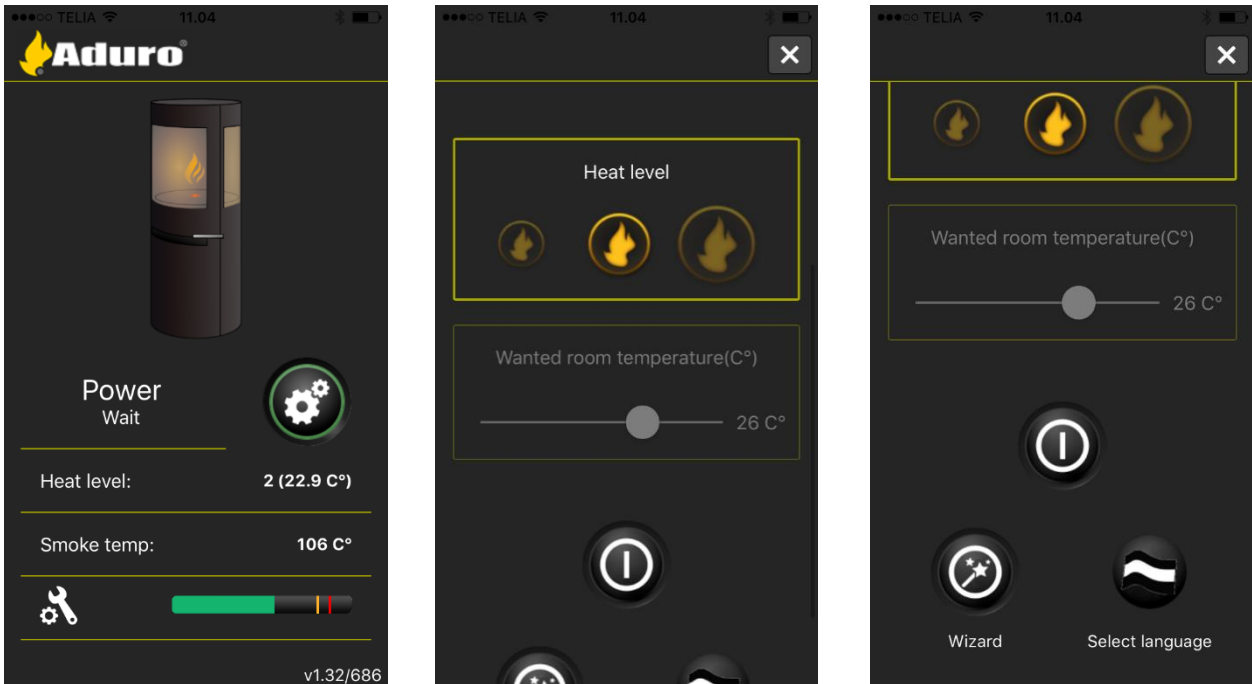 TELIA 11.04
Aduro®
Power
Wait
Heat level: 2 (22.9 C°)
Smoke temp: 106 C°
v1.32/686
TELIA 11.04
Heat level
Wanted room temperature(C°)
26 C°
TELIA 11.04
Wanted room temperature(C°)
26 C°
Wizard Select language